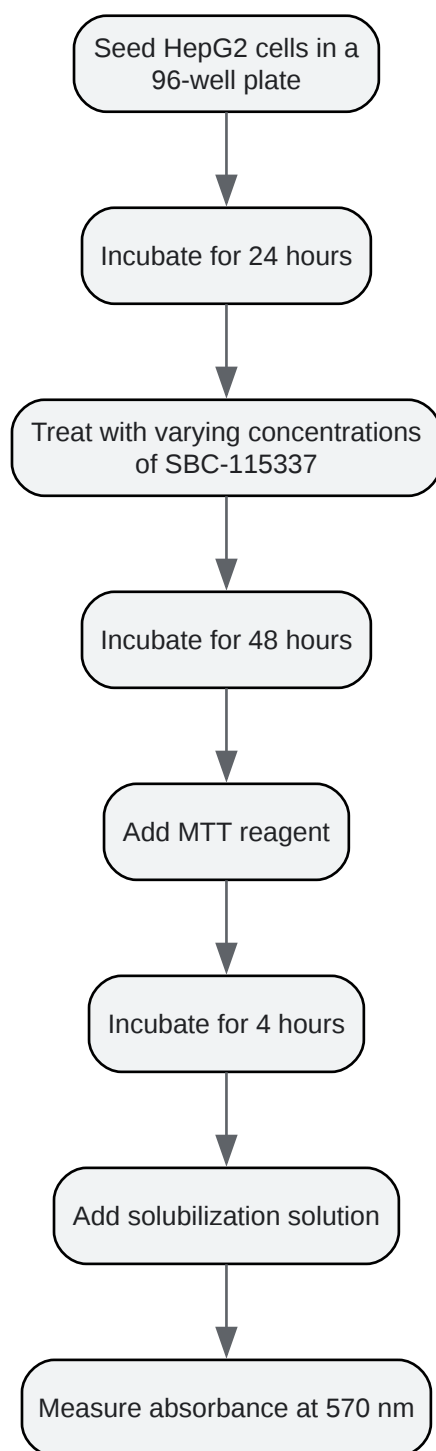 Seed HepG2 cells in a
96-well plate
Incubate for 24 hours
Treat with varying concentrations
of SBC-115337
Incubate for 48 hours
Add MTT reagent
Incubate for 4 hours
Add solubilization solution
Measure absorbance at 570 nm